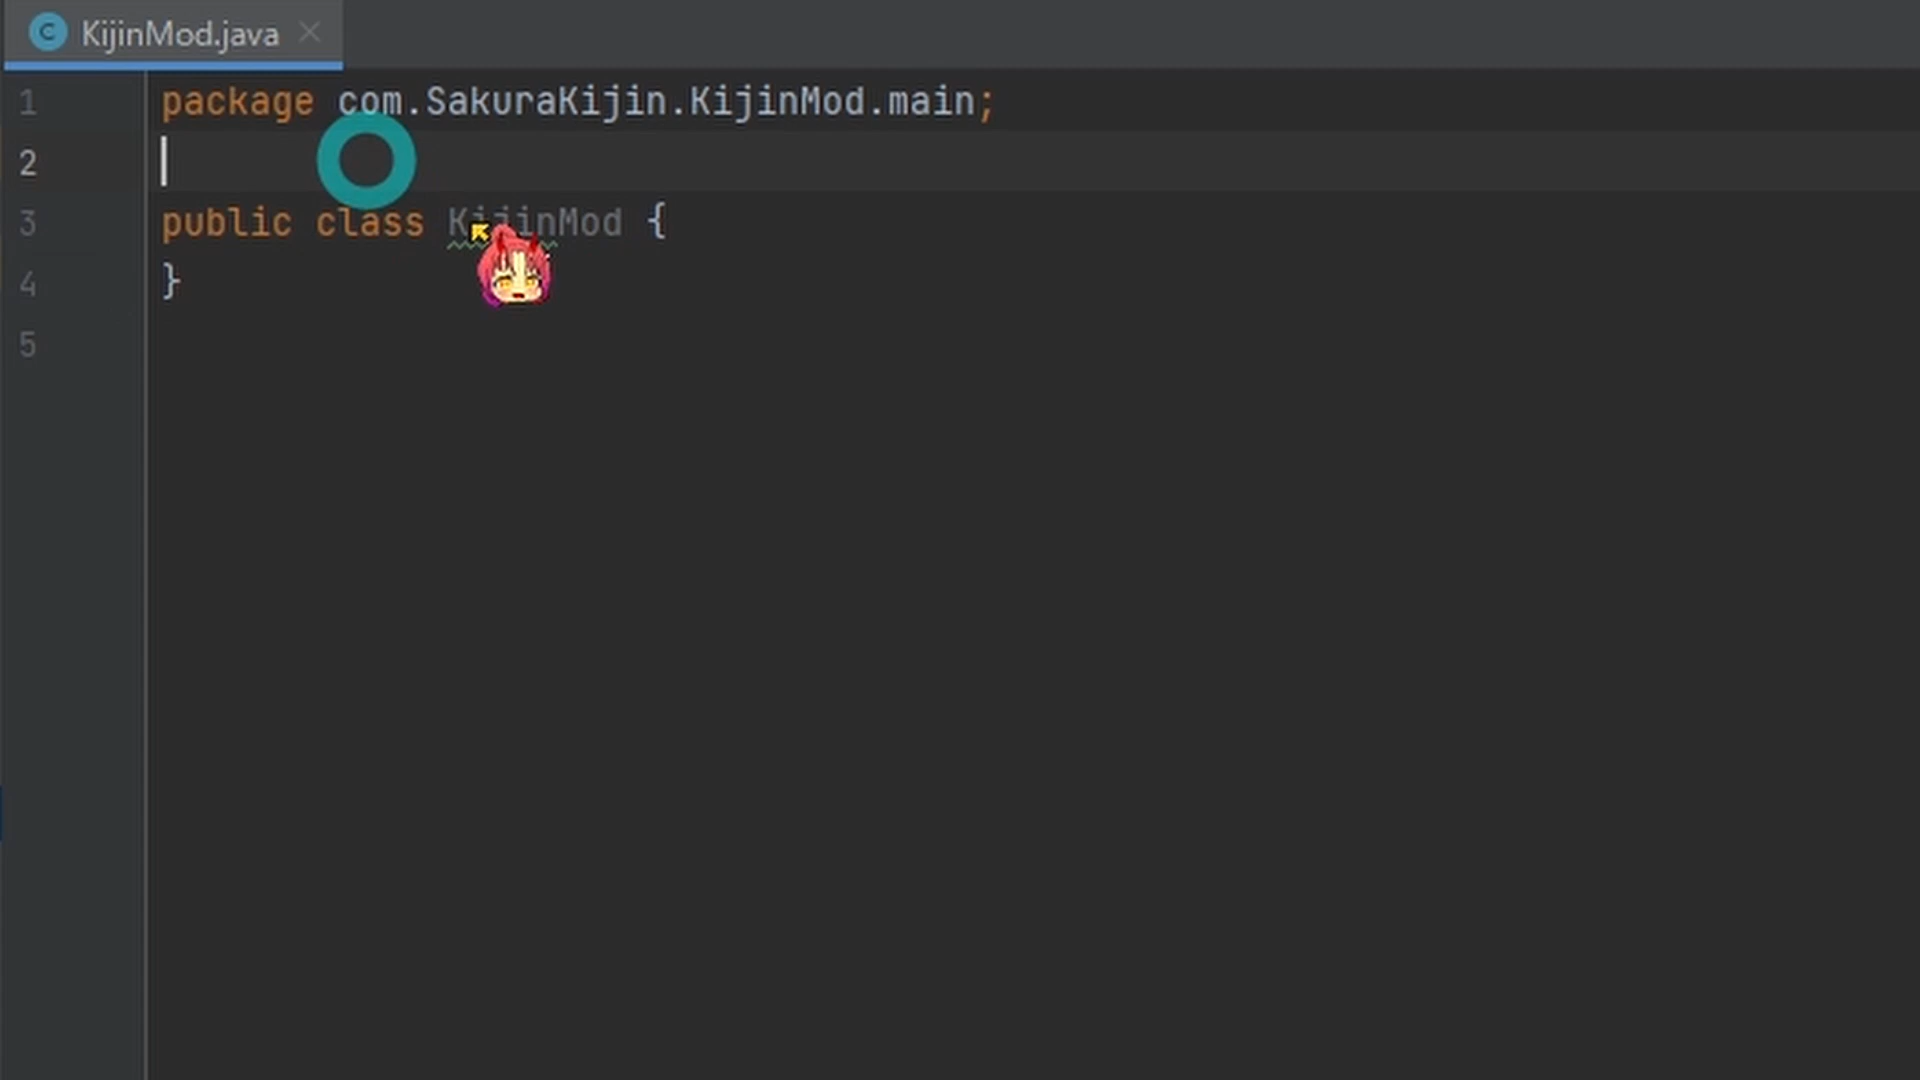 KijinMod.java
1 package com.SakuraKijin.KijinMod.main;
2
3 public class KijinMod {
4 }
5